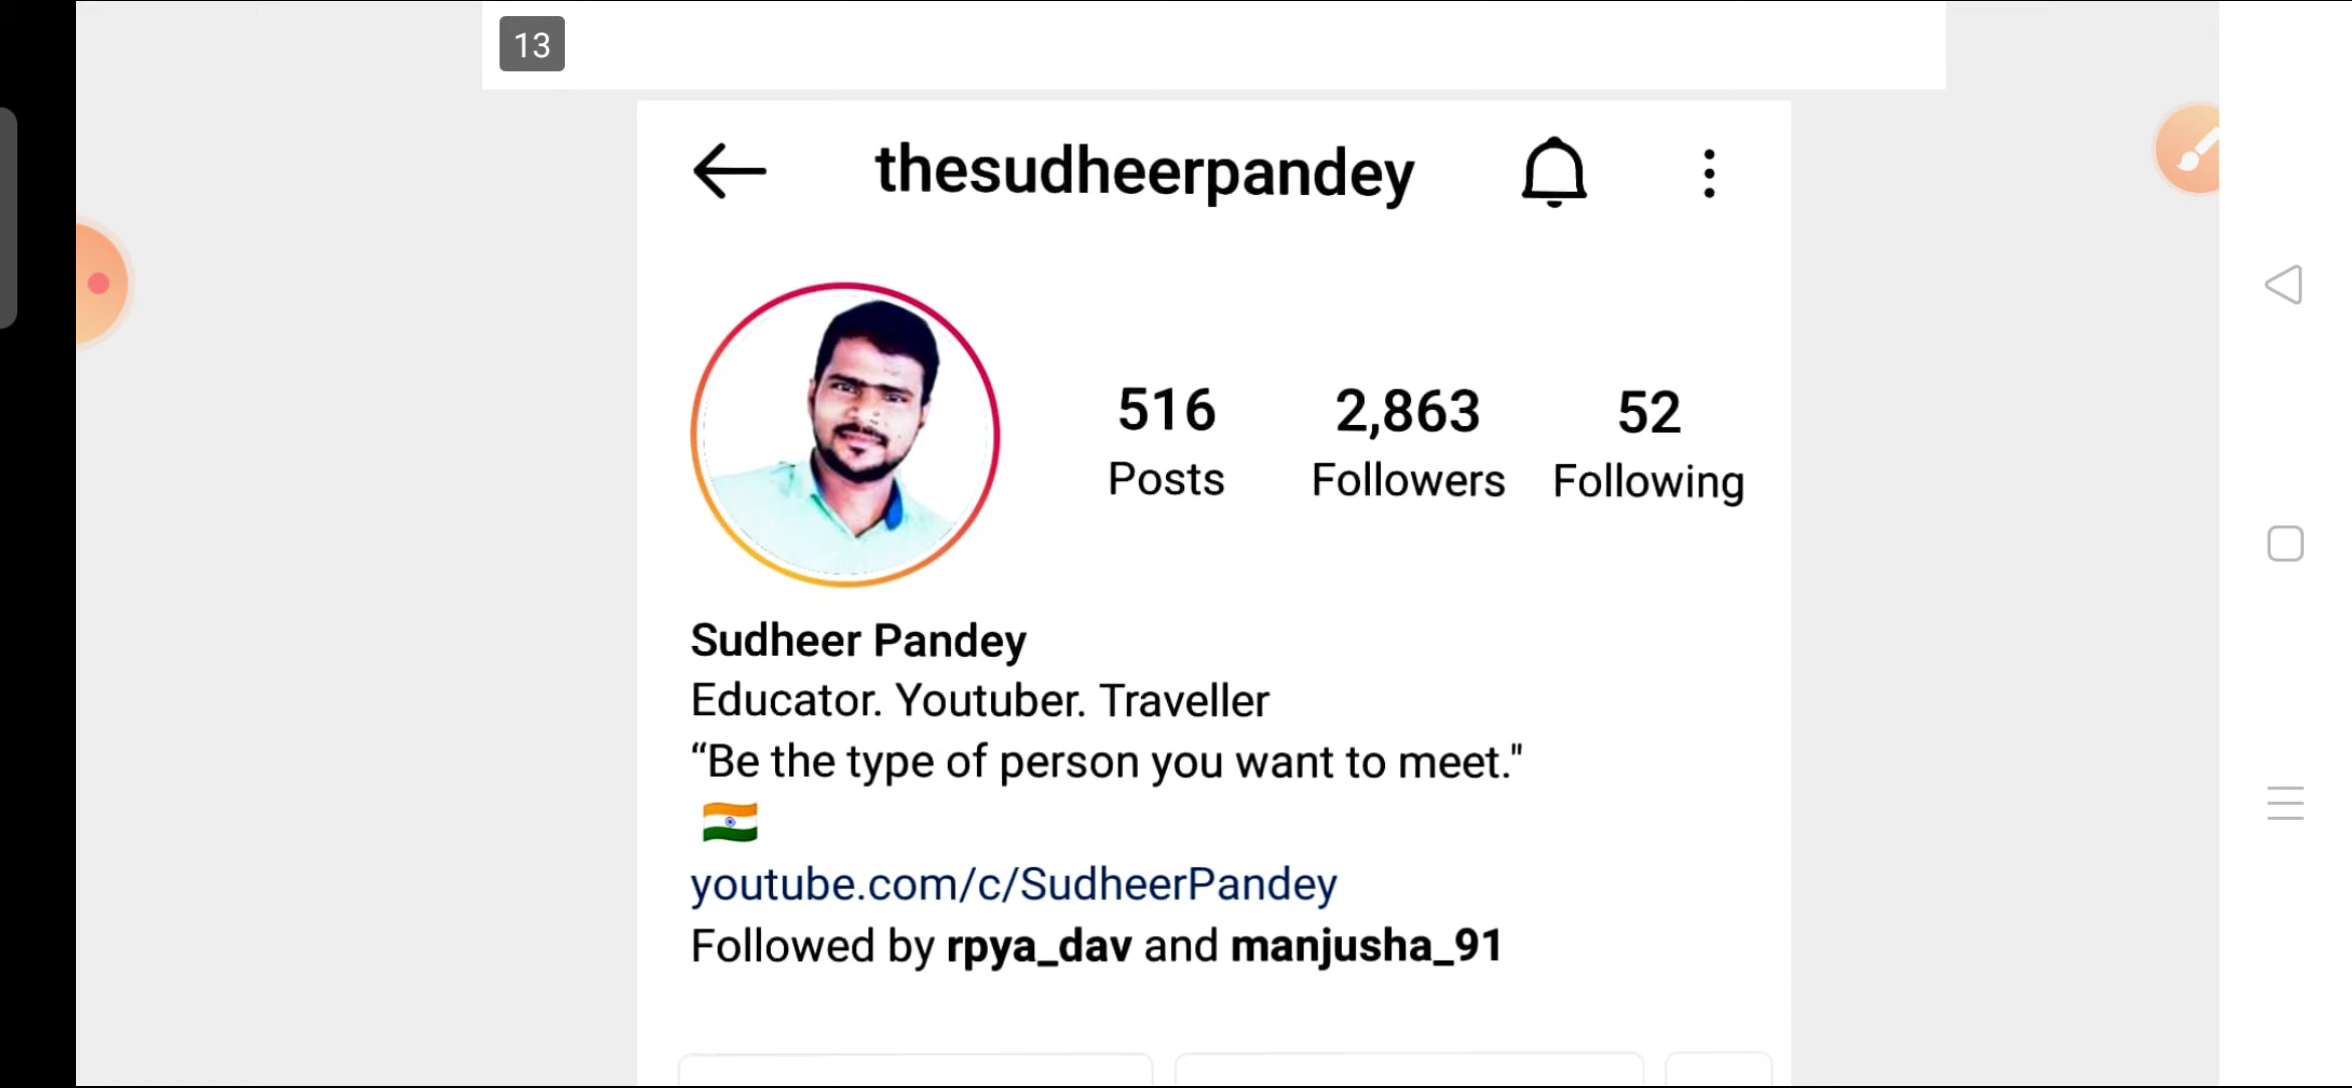 13
thesudheerpandey
516 2,863 52
Posts Followers Following
Sudheer Pandey
Educator. Youtuber. Traveller
“Be the type of person you want to meet."
youtube.com/c/SudheerPandey
Followed by rpya_dav and manjusha_91